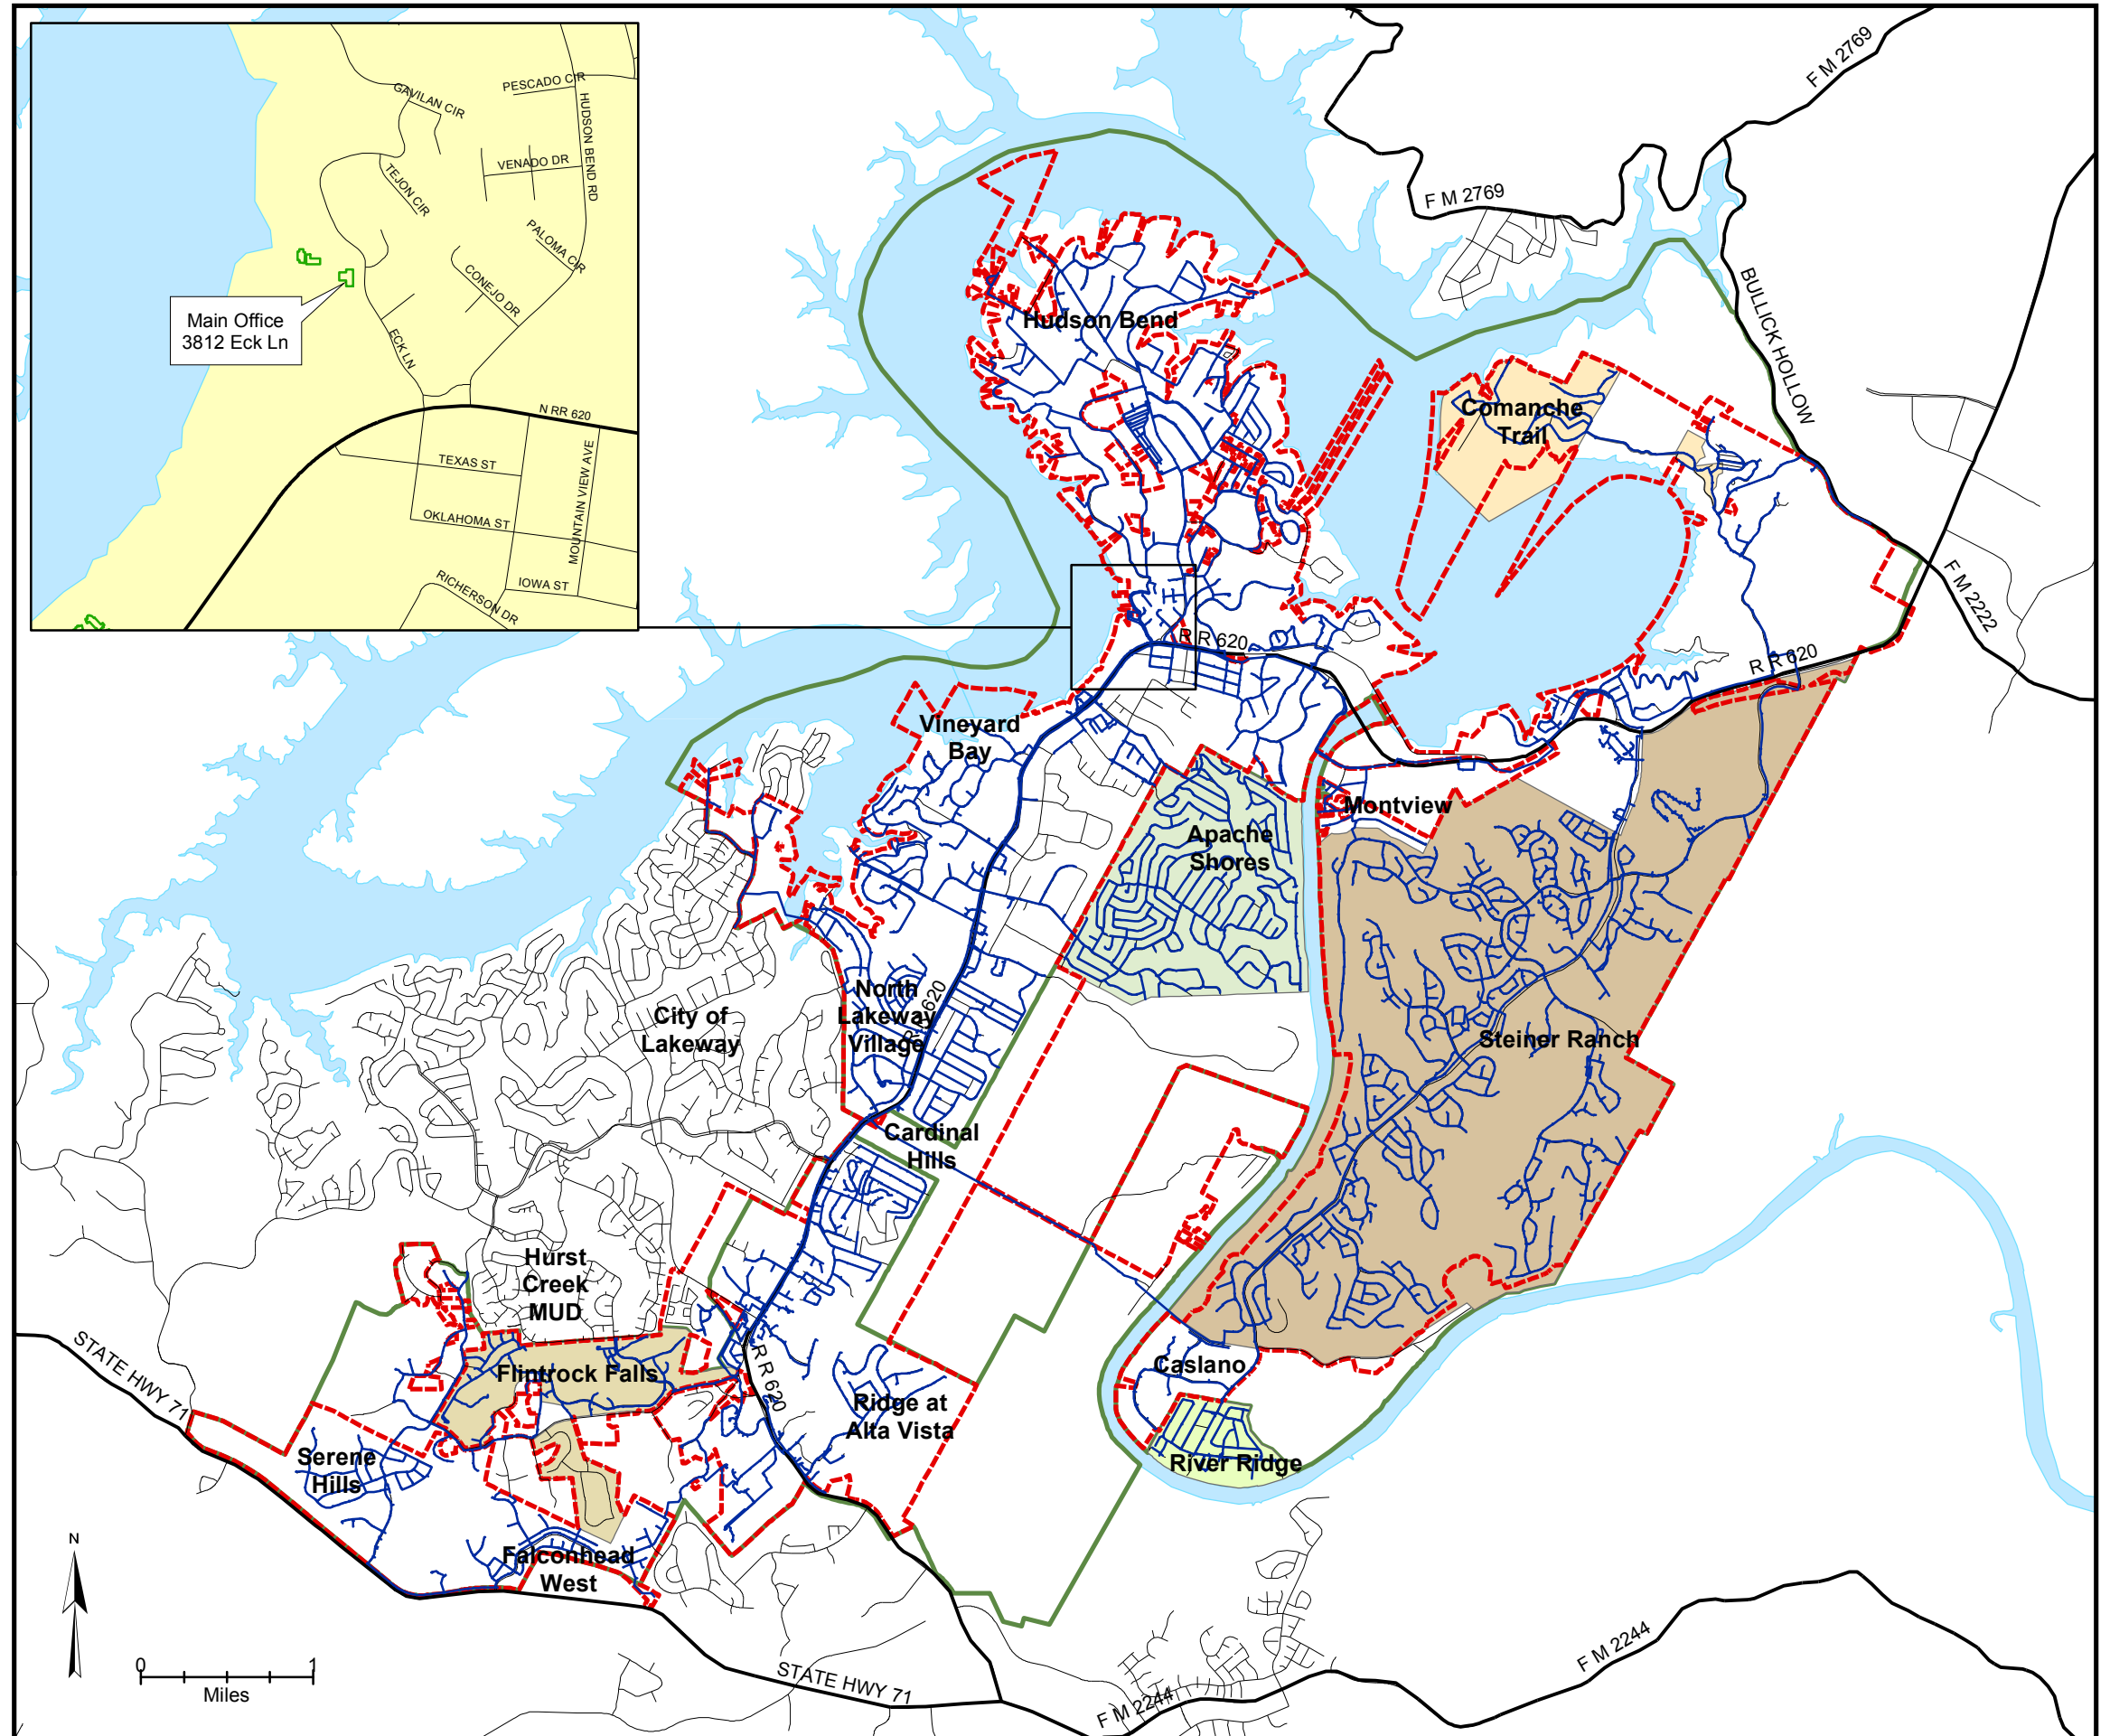 GAVILAN CIR
PESCADO CIR
HUDSON BEND RD
VENADO DR
TEJON CIR
PALOMA CIR
CONEJO DR
Main Office
3812 Eck Ln
ECK LN
N RR 620
TEXAS ST
MOUNTAIN VIEW AVE
OKLAHOMA ST
IOWA ST
RICHERSON DR
F M 2769
F M 2769
BULLICK HOLLOW
Hudson Bend
Comanche
Trail
F M 2222
R R 620
R R 620
Vineyard
Bay
Montview
Apache
Shores
North
Lakeway
Village
R R 620
City of
Lakeway
Steiner Ranch
Cardinal
Hills
Hurst
Creek
MUD
STATE HWY 71
Flintrock Falls
R R 620
Caslano
Ridge at
Alta Vista
River Ridge
Serene
Hills
Falconhead
West
N
0
1
Miles
STATE HWY 71
F M 2244
F M 2244